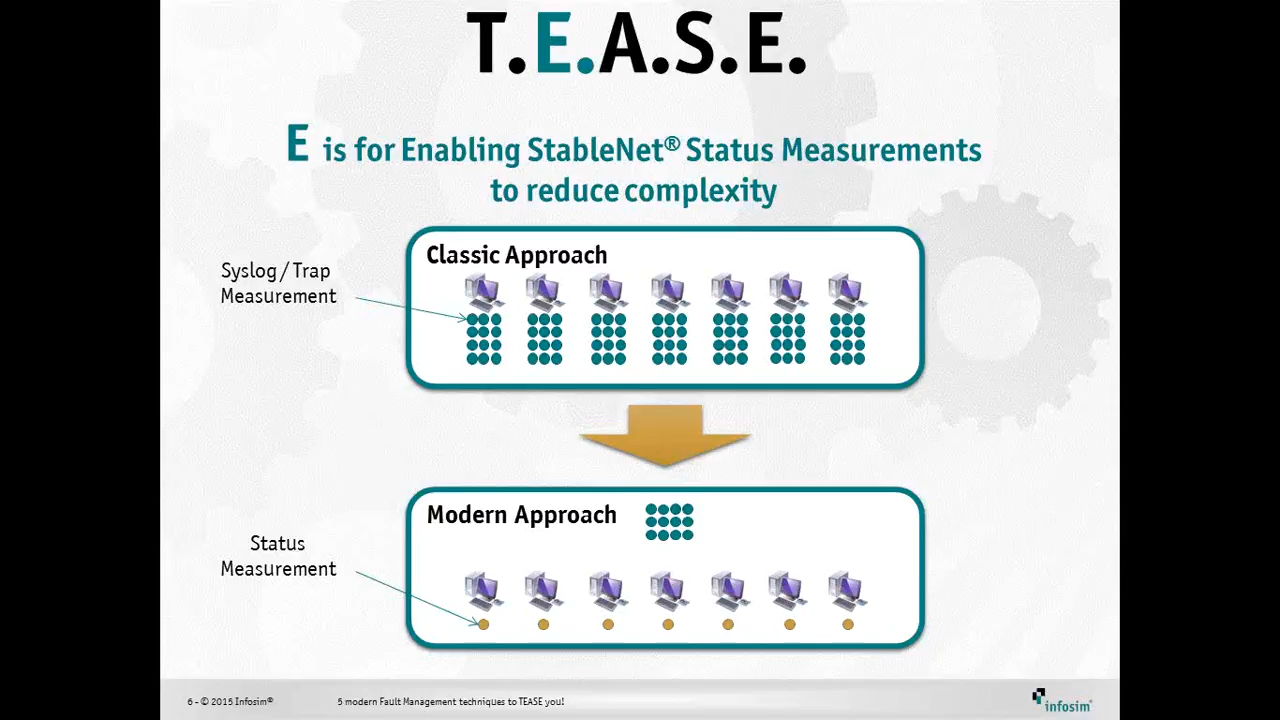 T.E.A.S.E.
E is for Enabling StableNet® Status Measurements
to reduce complexity
Classic Approach
Syslog / Trap
Measurement
Modern Approach
Status
Measurement
6 - © 2015 Infosim®
5 modern Fault Management techniques to TEASE you!
infosim®